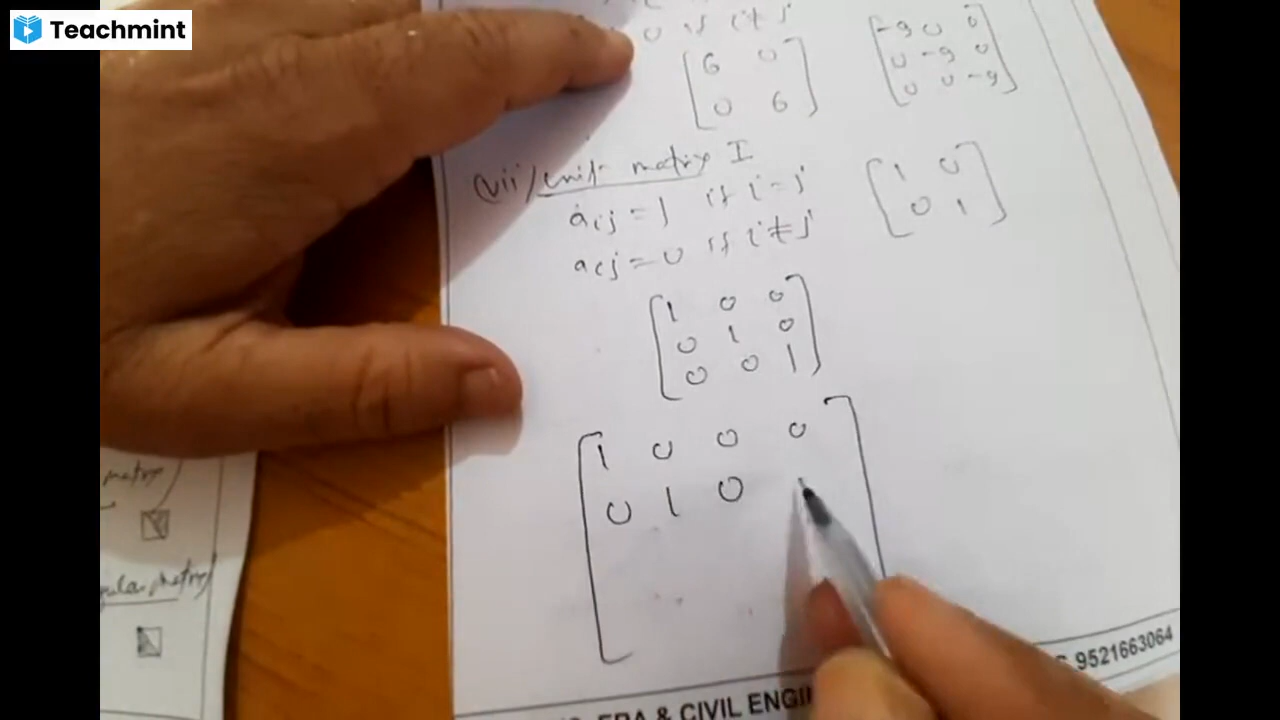 Teachmint
0 if i≠j
6 0
0 6
-9 0 0
0 -9 0
0 0 -9
(vii) unit matrix I
aij = 1 if i=j
aij = 0 if i≠j
1 0
0 1
1 0 0
0 1 0
0 0 1
1 0 0 0
0 1 0
matrix
matrix
& CIVIL ENGI
9521663064